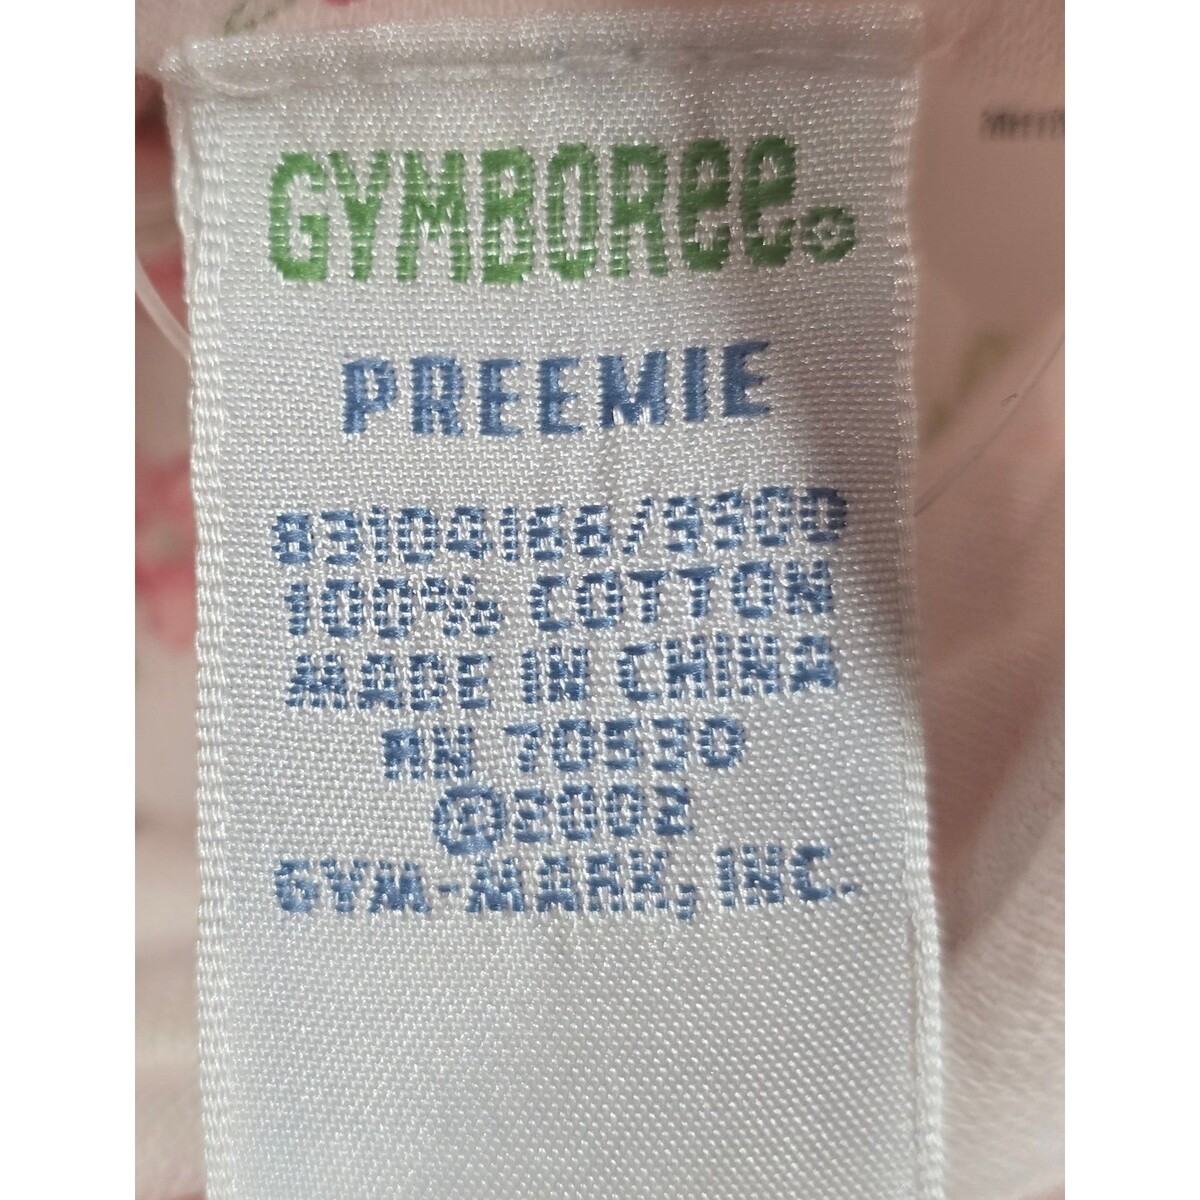 GYMBOREE®
PREEMIE
83104166/3300
100% COTTON
MADE IN CHINA
RN 70530
©2002
GYM-MARK, INC.